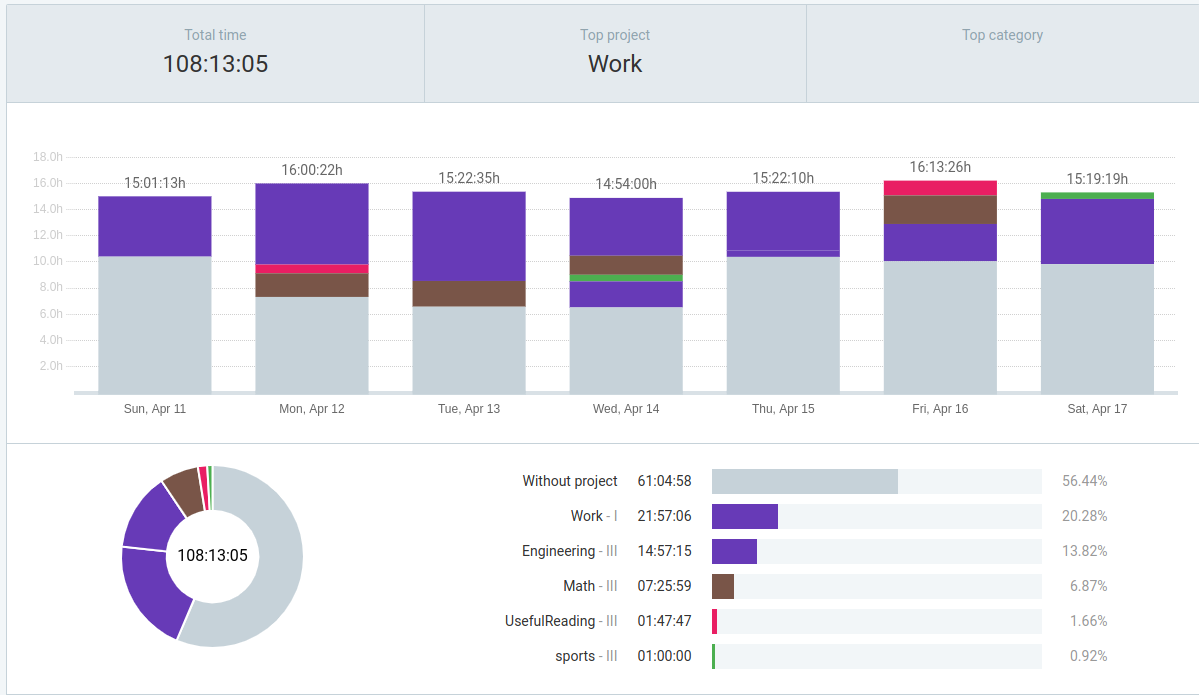 Total time
108:13:05
Top project
Work
Top category
18.0h
16.0h
14.0h
12.0h
10.0h
8.0h
6.0h
4.0h
2.0h
15:01:13h
16:00:22h
15:22:35h
14:54:00h
15:22:10h
16:13:26h
15:19:19h
Sun, Apr 11
Mon, Apr 12
Tue, Apr 13
Wed, Apr 14
Thu, Apr 15
Fri, Apr 16
Sat, Apr 17
108:13:05
Without project 61:04:58 56.44%
Work - I 21:57:06 20.28%
Engineering - III 14:57:15 13.82%
Math - III 07:25:59 6.87%
UsefulReading - III 01:47:47 1.66%
sports - III 01:00:00 0.92%